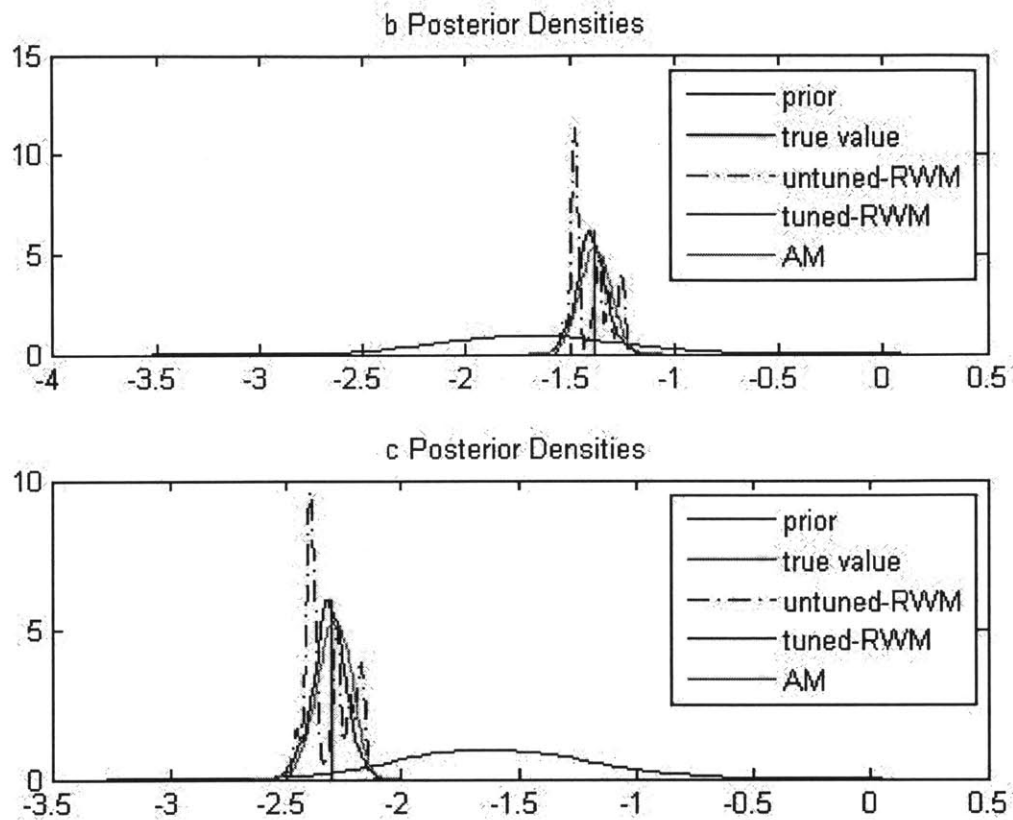 b Posterior Densities
15
10
5
0
prior
true value
untuned-RWM
tuned-RWM
AM
-4 -3.5 -3 -2.5 -2 -1.5 -1 -0.5 0 0.5
c Posterior Densities
10
5
0
prior
true value
untuned-RWM
tuned-RWM
AM
-3.5 -3 -2.5 -2 -1.5 -1 -0.5 0 0.5